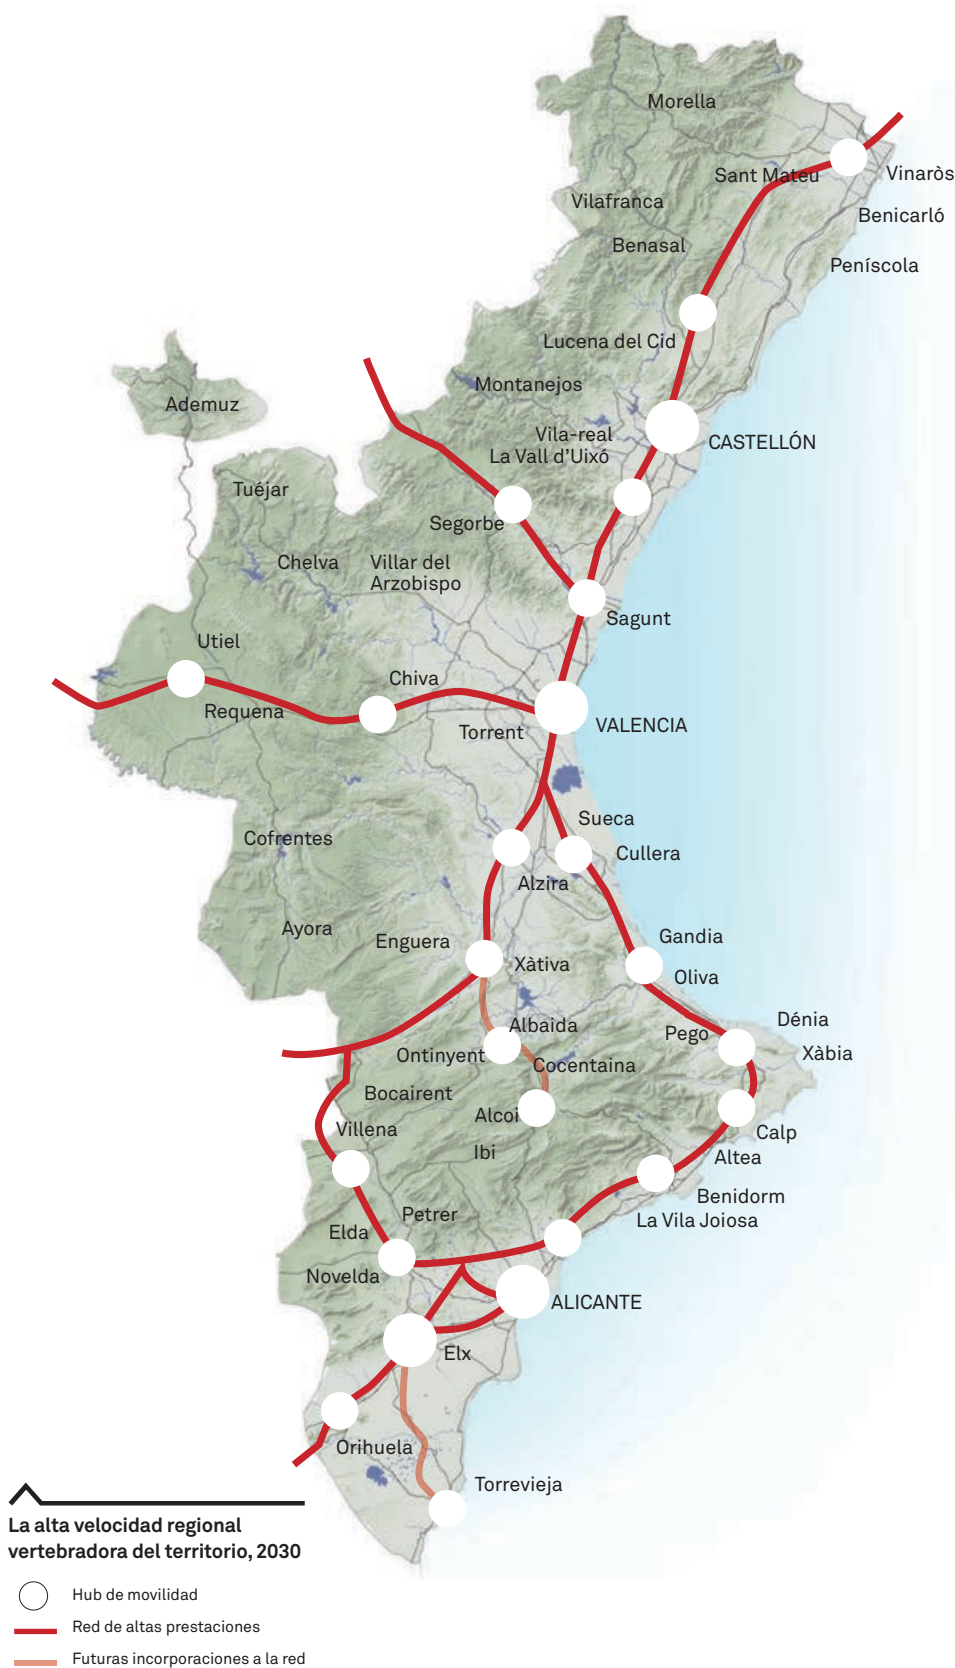 Morella
Sant Mateu
Vinaròs
Vilafranca
Benicarló
Benasal
Peníscola
Lucena del Cid
Montanejos
Ademuz
Vila-real
CASTELLÓN
La Vall d'Uixó
Tuéjar
Segorbe
Chelva
Villar del
Arzobispo
Sagunt
Utiel
Chiva
Requena
Torrent
VALENCIA
Sueca
Cofrentes
Cullera
Alzira
Ayora
Enguera
Gandia
Xàtiva
Oliva
Albaida
Pego
Dénia
Ontinyent
Xàbia
Cocentaina
Bocairent
Alcoi
Villena
Calp
Ibi
Altea
Benidorm
Petrer
La Vila Joiosa
Elda
Novelda
ALICANTE
Elx
Orihuela
Torrevieja
La alta velocidad regional
vertebradora del territorio, 2030
Hub de movilidad
Red de altas prestaciones
Futuras incorporaciones a la red